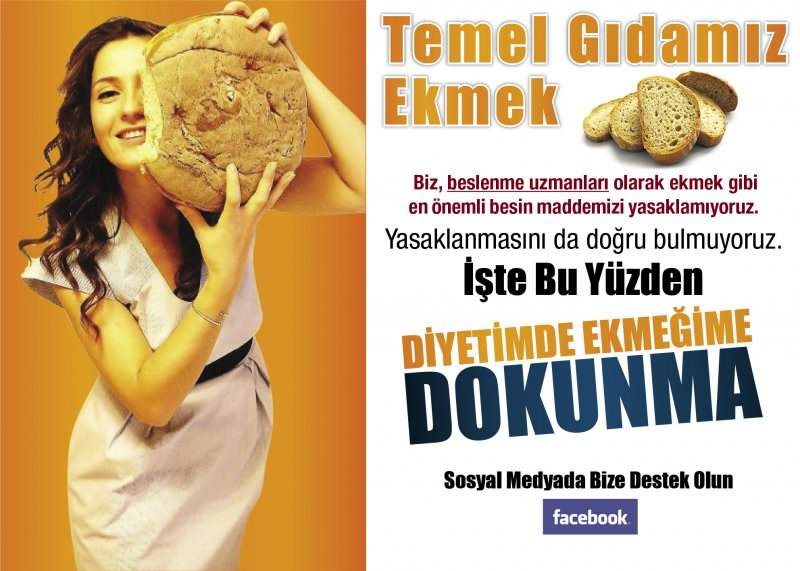 Temel Gıdamız
Ekmek
Biz, beslenme uzmanları olarak ekmek gibi
en önemli besin maddemizi yasaklamıyoruz.
Yasaklanmasını da doğru bulmuyoruz.
İşte Bu Yüzden
DİYETİMDE EKMEĞİME
DOKUNMA
Sosyal Medyada Bize Destek Olun
facebook